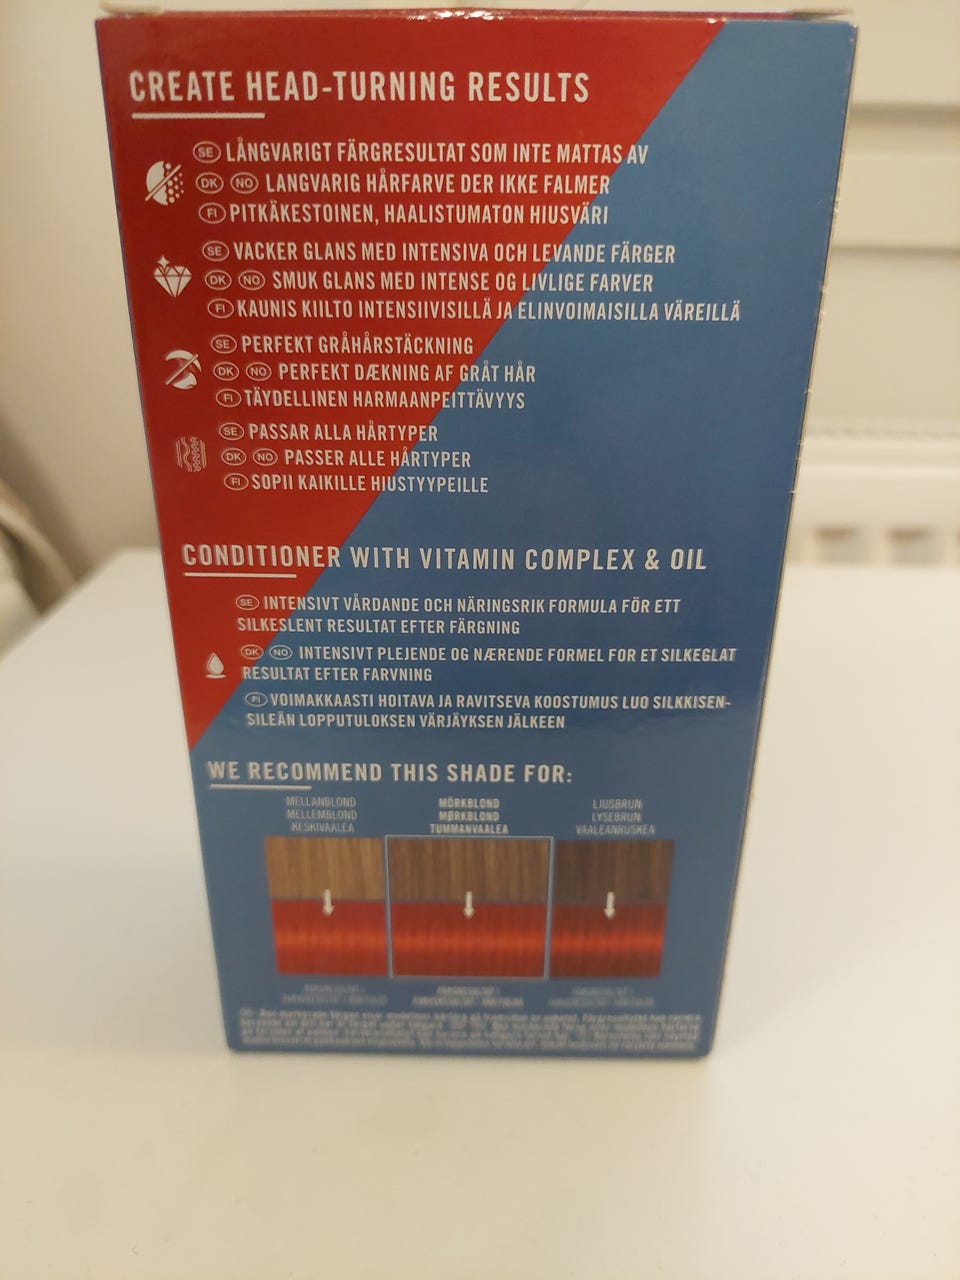 CREATE HEAD-TURNING RESULTS
SE LÅNGVARIGT FÄRGRESULTAT SOM INTE MATTAS AV
DK NO LANGVARIG HÅRFARVE DER IKKE FALMER
FI PITKÄKESTOINEN, HAALISTUMATON HIUSVÄRI
SE VACKER GLANS MED INTENSIVA OCH LEVANDE FÄRGER
DK NO SMUK GLANS MED INTENSE OG LIVLIGE FARVER
FI KAUNIS KIILTO INTENSIIVISILLÄ JA ELINVOIMAISILLA VÄREILLÄ
SE PERFEKT GRÅHÅRSTÄCKNING
DK NO PERFEKT DÆKNING AF GRÅT HÅR
FI TÄYDELLINEN HARMAANPEITTÄVYYS
SE PASSAR ALLA HÅRTYPER
DK NO PASSER ALLE HÅRTYPER
FI SOPII KAIKILLE HIUSTYYPEILLE
CONDITIONER WITH VITAMIN COMPLEX & OIL
SE INTENSIVT VÅRDANDE OCH NÄRINGSRIK FORMULA FÖR ETT
SILKESLENT RESULTAT EFTER FÄRGNING
DK NO INTENSIVT PLEJENDE OG NÆRENDE FORMEL FOR ET SILKEGLAT
RESULTAT EFTER FARVNING
FI VOIMAKKAASTI HOITAVA JA RAVITSEVA KOOSTUMUS LUO SILKKISEN-
SILEÄN LOPPUTULOKSEN VÄRJÄYKSEN JÄLKEEN
WE RECOMMEND THIS SHADE FOR:
MELLANBLOND
MELLEMBLOND
KESKIVAALEA
MÖRKBLOND
MØRKBLOND
TUMMANVAALEA
LJUSBRUN
LYSEBRUN
VAALEANRUSKEA